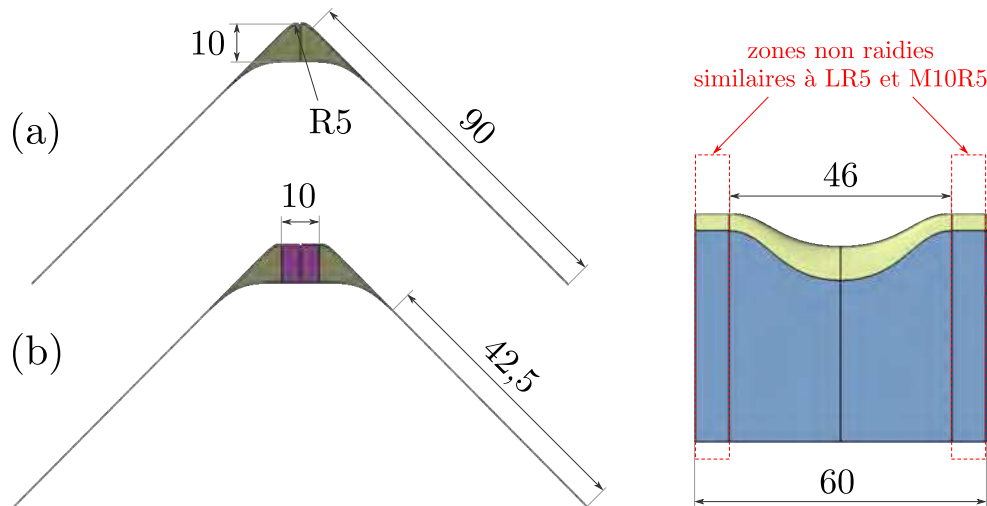 10
R5
90
(a)
10
(b)
42,5
zones non raidies
similaires à LR5 et M10R5
46
60